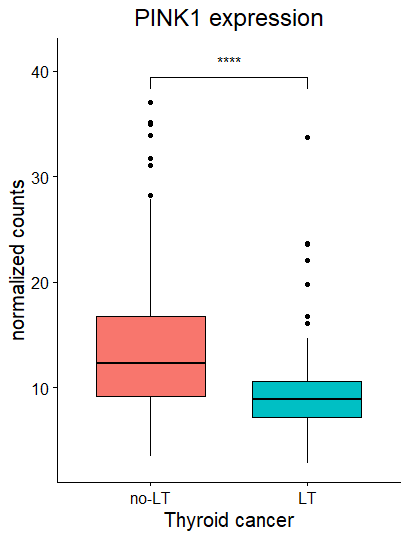 PINK1 expression
****
40
30
20
10
normalized counts
no-LT LT
Thyroid cancer